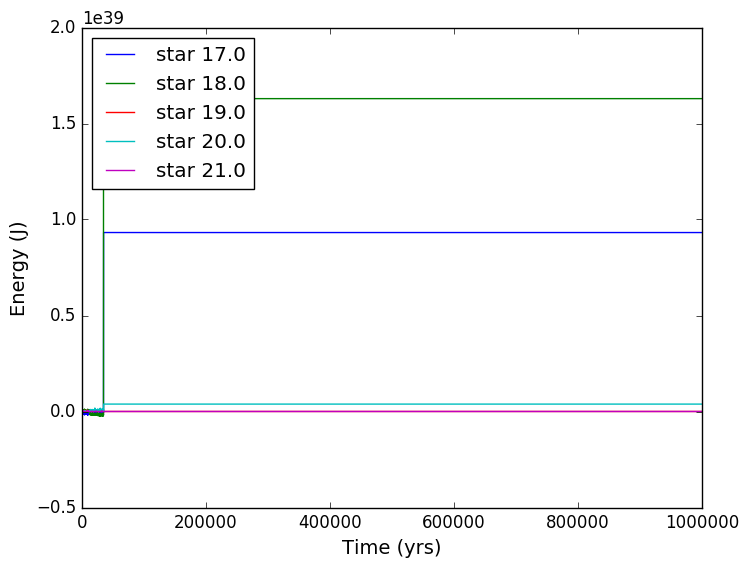 1e39
2.0
1.5
1.0
0.5
0.0
−0.5
star 17.0
star 18.0
star 19.0
star 20.0
star 21.0
Energy (J)
0 200000 400000 600000 800000 1000000
Time (yrs)